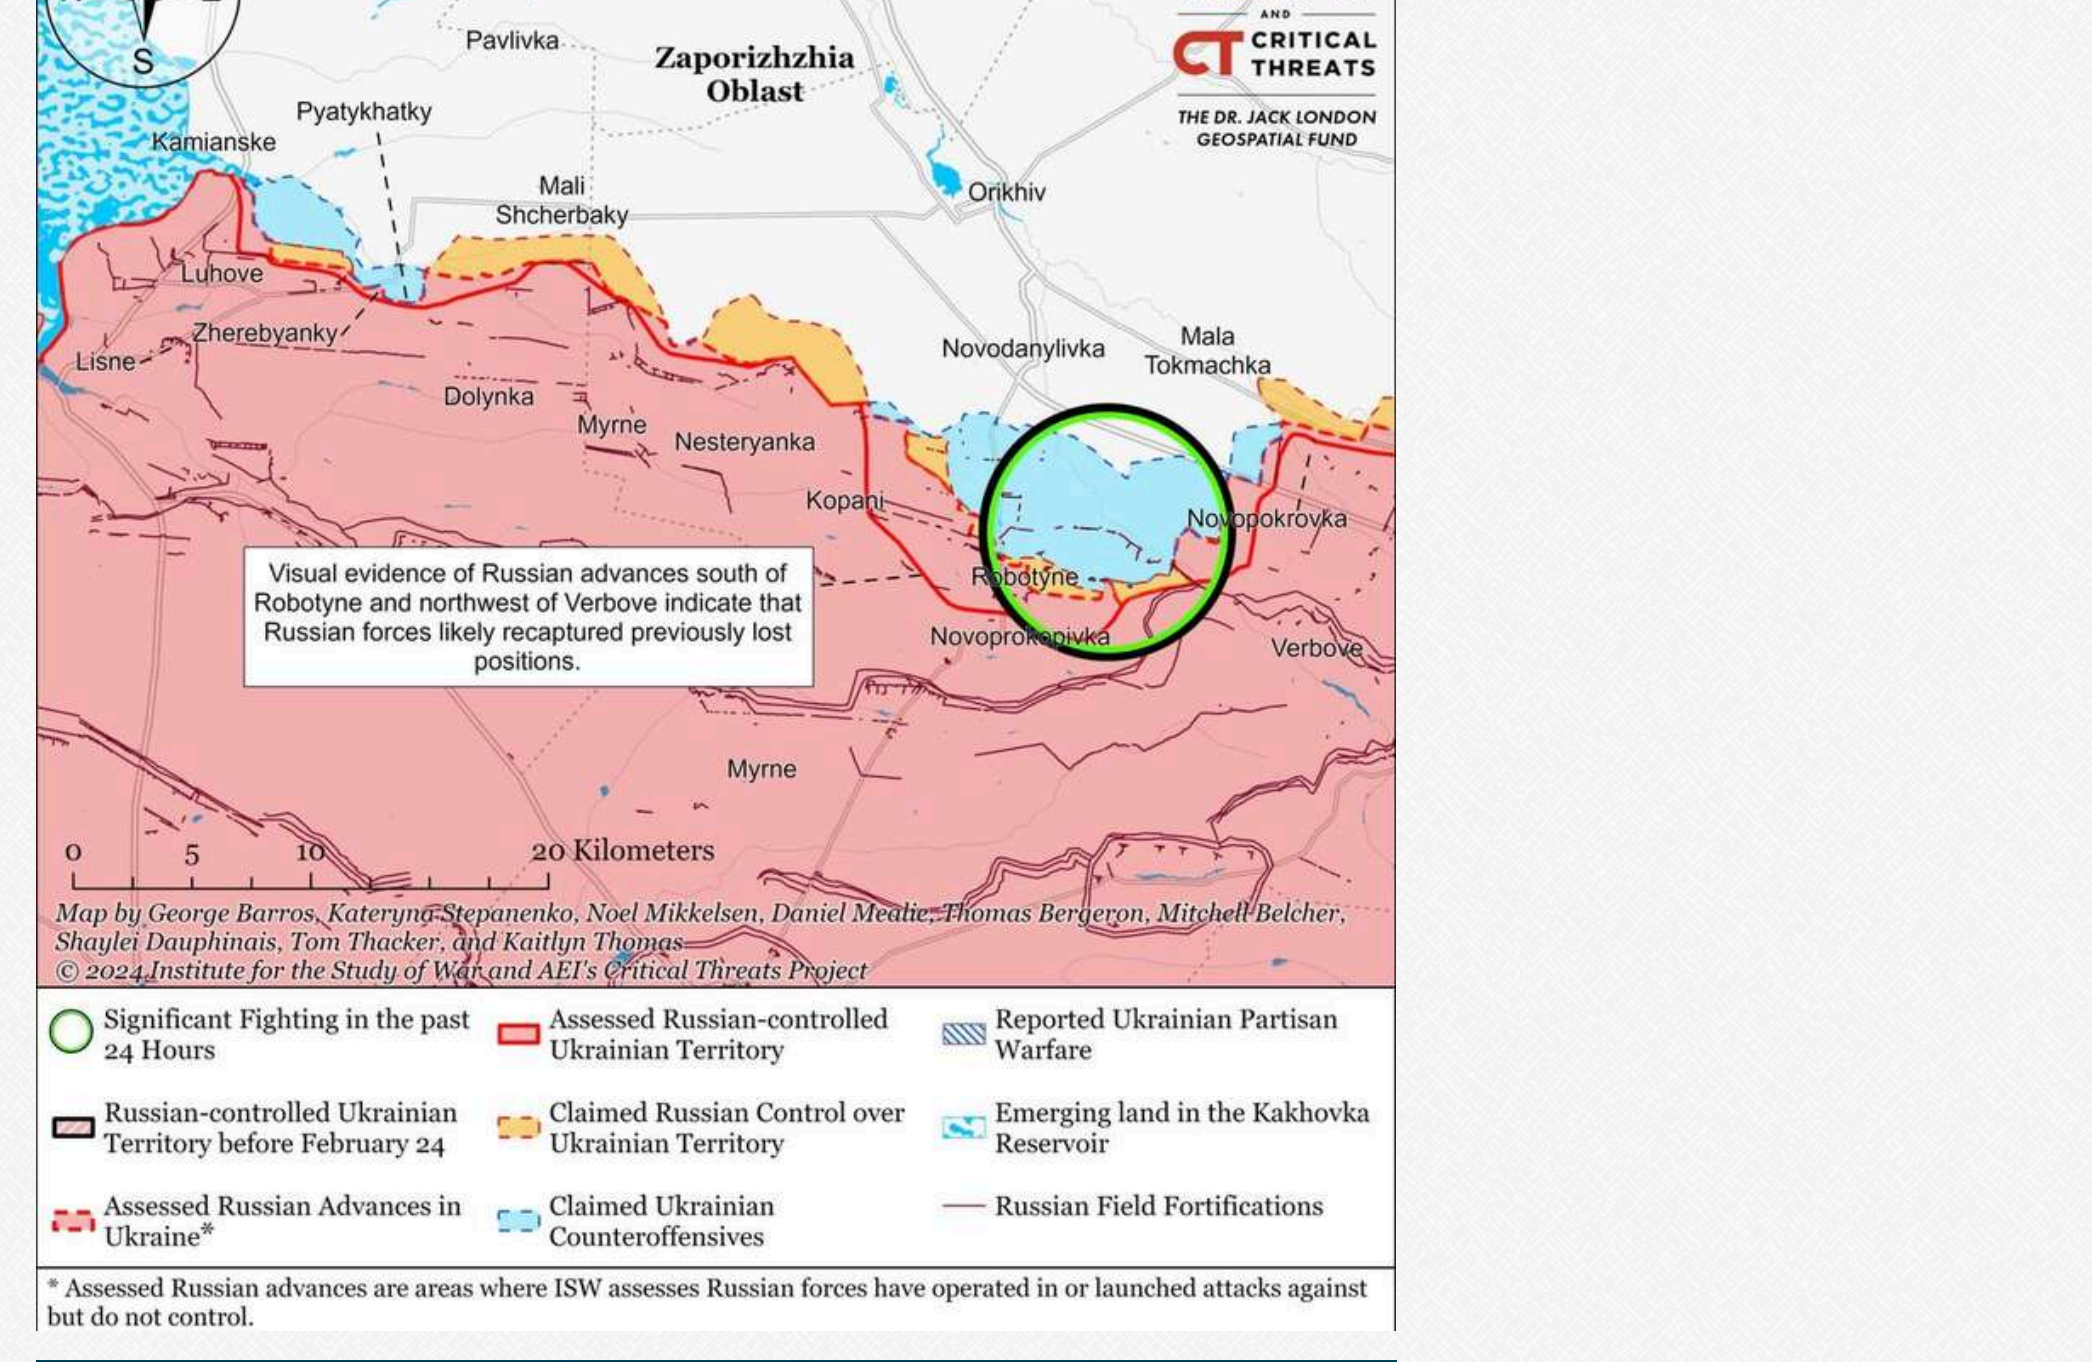 S
AND
CRITICAL
THREATS
THE DR. JACK LONDON
GEOSPATIAL FUND
Pavlivka
Zaporizhzhia
Oblast
Pyatykhatky
Kamianske
Mali
Shcherbaky
Orikhiv
Luhove
Zherebyanky
Lisne
Novodanylivka
Mala
Tokmachka
Dolynka
Myrne
Nesteryanka
Kopani
Novopokrovka
Robotyne
Visual evidence of Russian advances south of
Robotyne and northwest of Verbove indicate that
Russian forces likely recaptured previously lost
positions.
Novoprokopivka
Verbove
Myrne
0 5 10 20 Kilometers
Map by George Barros, Kateryna Stepanenko, Noel Mikkelsen, Daniel Mealie, Thomas Bergeron, Mitchell Belcher,
Shaylei Dauphinais, Tom Thacker, and Kaitlyn Thomas
© 2024 Institute for the Study of War and AEI's Critical Threats Project
Significant Fighting in the past
24 Hours
Assessed Russian-controlled
Ukrainian Territory
Reported Ukrainian Partisan
Warfare
Russian-controlled Ukrainian
Territory before February 24
Claimed Russian Control over
Ukrainian Territory
Emerging land in the Kakhovka
Reservoir
Assessed Russian Advances in
Ukraine*
Claimed Ukrainian
Counteroffensives
Russian Field Fortifications
* Assessed Russian advances are areas where ISW assesses Russian forces have operated in or launched attacks against
but do not control.